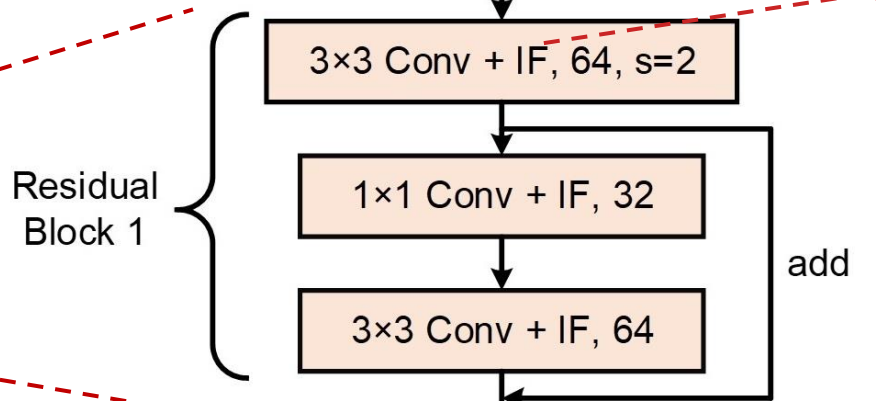 3×3 Conv + IF, 64, s=2
1×1 Conv + IF, 32
Residual
Block 1
add
3×3 Conv + IF, 64